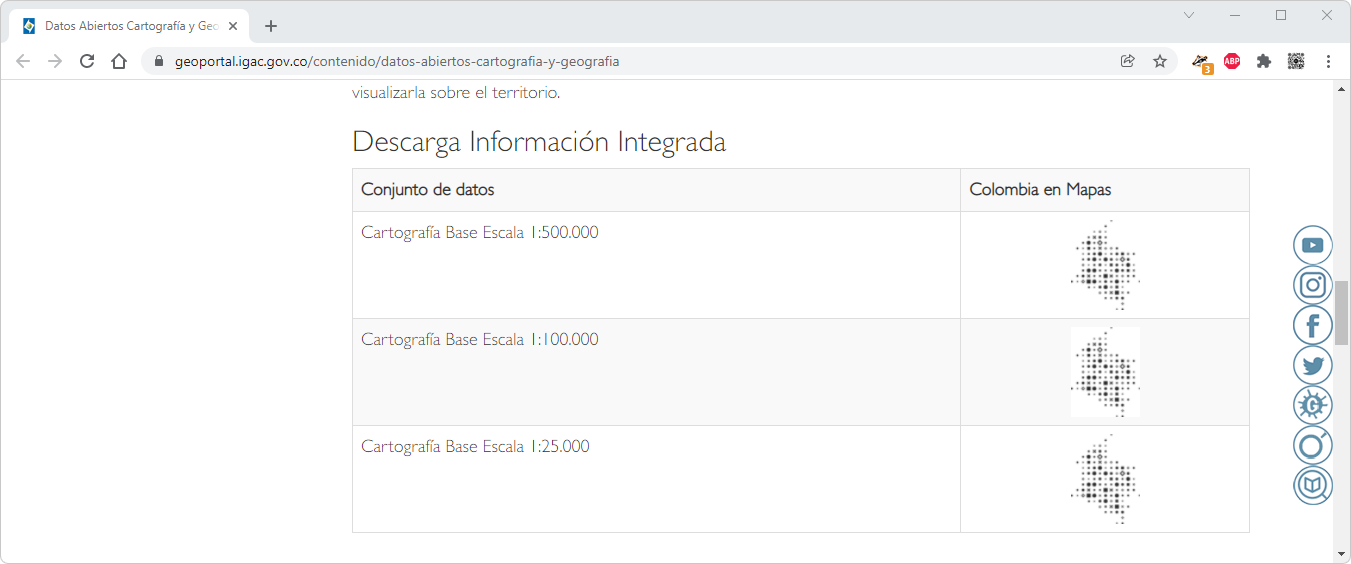 Datos Abiertos Cartografía y Geo
geoportal.igac.gov.co/contenido/datos-abiertos-cartografia-y-geografia
3
ABP
visualizarla sobre el territorio.
Descarga Información Integrada
Conjunto de datos
Colombia en Mapas
Cartografía Base Escala 1:500.000
Cartografía Base Escala 1:100.000
Cartografía Base Escala 1:25.000
G